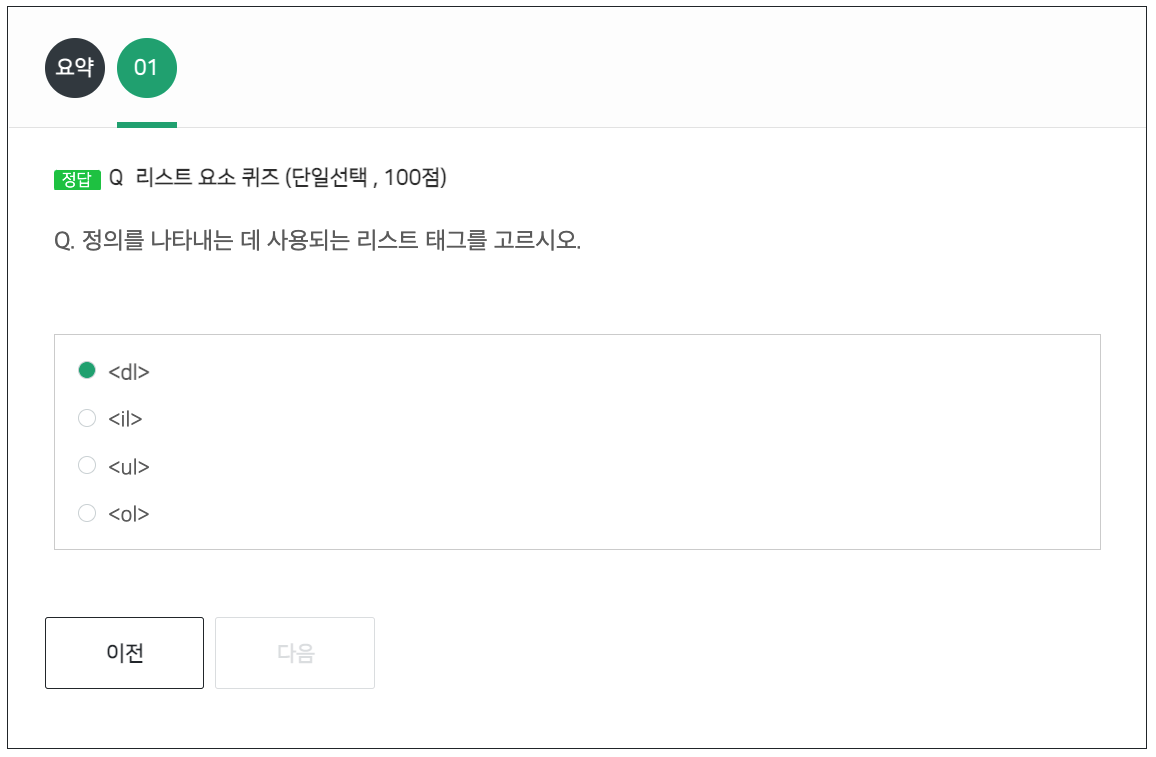 요약 01
정답 Q 리스트 요소 퀴즈 (단일선택 , 100점)
Q. 정의를 나타내는 데 사용되는 리스트 태그를 고르시오.
<dl>
<il>
<ul>
<ol>
이전 다음